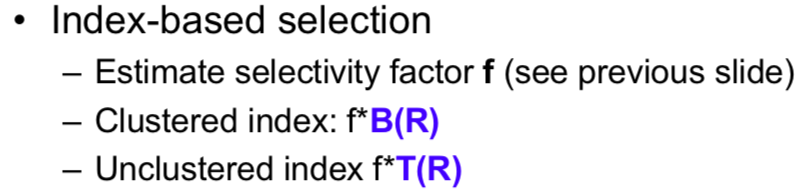 • Index-based selection
– Estimate selectivity factor f (see previous slide)
– Clustered index: f*B(R)
– Unclustered index f*T(R)